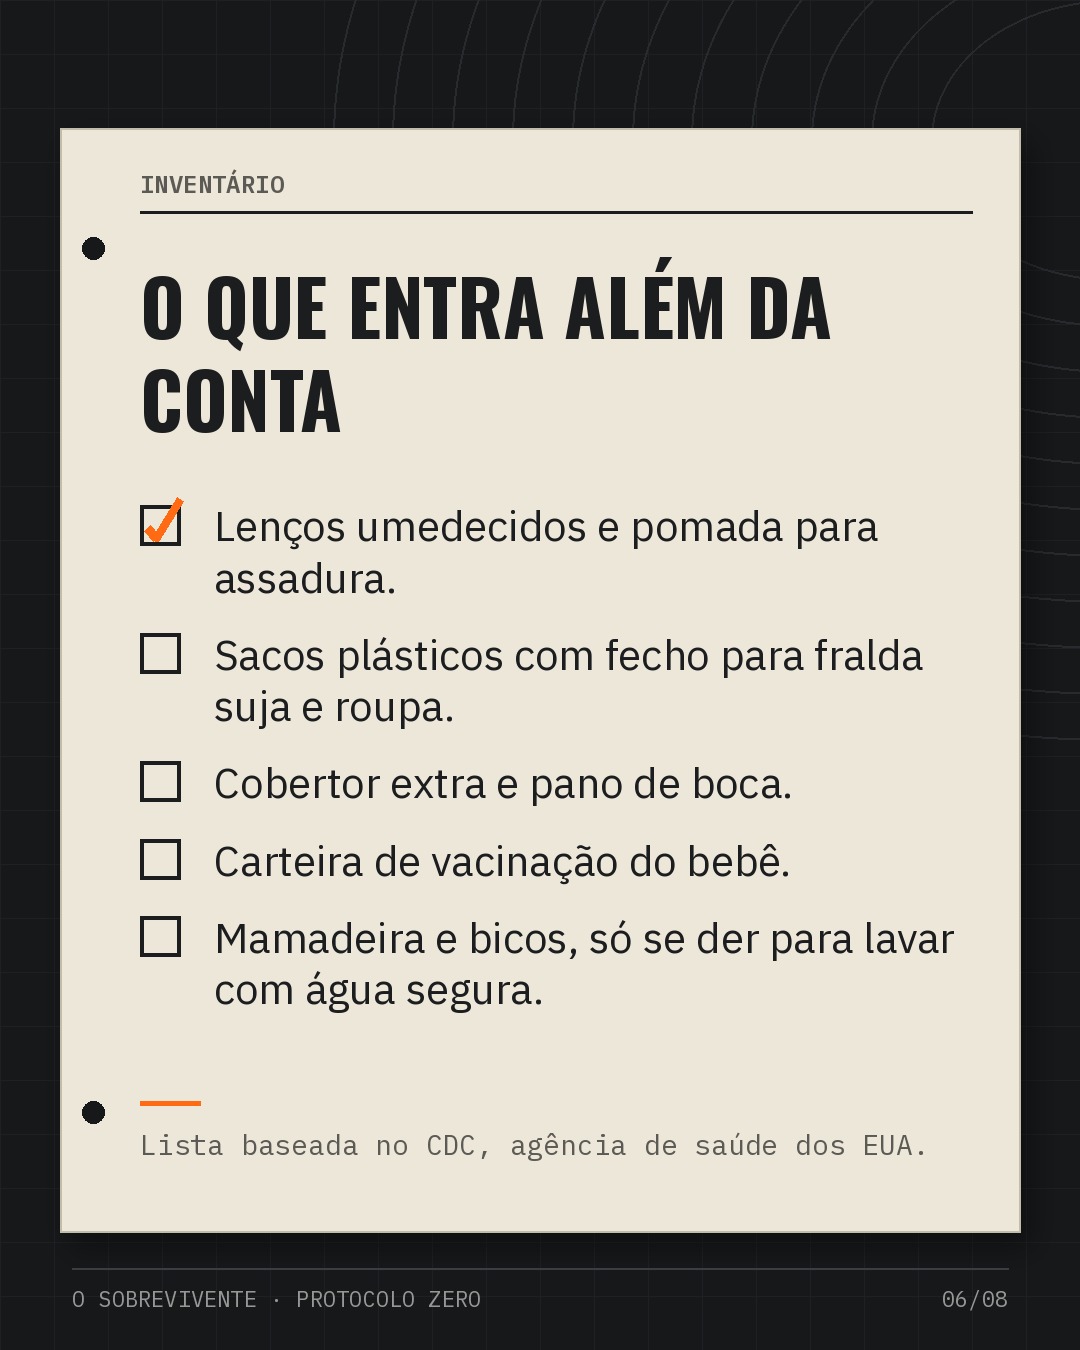 INVENTÁRIO
O QUE ENTRA ALÉM DA
CONTA
Lenços umedecidos e pomada para
assadura.
Sacos plásticos com fecho para fralda
suja e roupa.
Cobertor extra e pano de boca.
Carteira de vacinação do bebê.
Mamadeira e bicos, só se der para lavar
com água segura.
Lista baseada no CDC, agência de saúde dos EUA.
O SOBREVIVENTE · PROTOCOLO ZERO
06/08